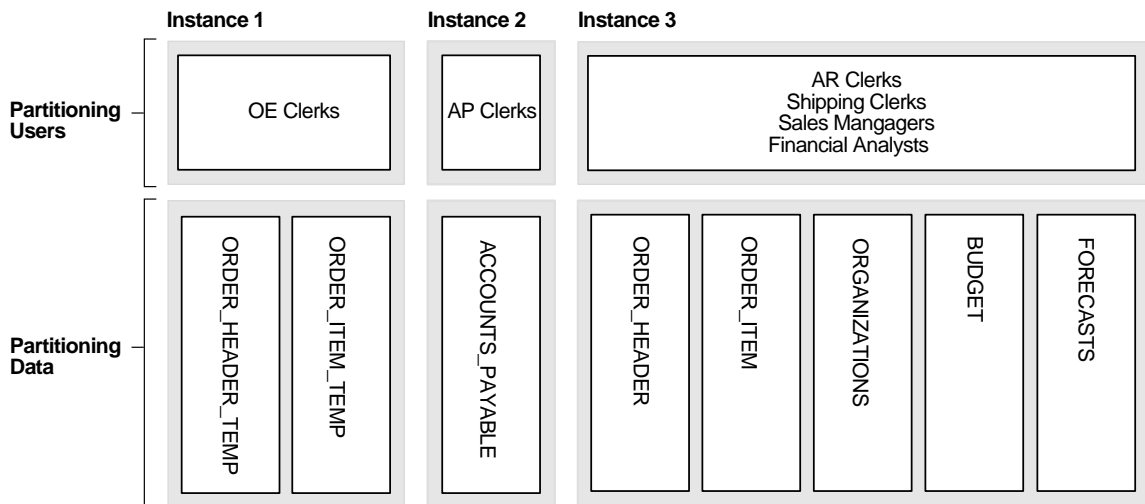 Instance 1
Instance 2
Instance 3
Partitioning
Users
OE Clerks
AP Clerks
AR Clerks
Shipping Clerks
Sales Mangagers
Financial Analysts
Partitioning
Data
ORDER_HEADER_TEMP
ORDER_ITEM_TEMP
ACCOUNTS_PAYABLE
ORDER_HEADER
ORDER_ITEM
ORGANIZATIONS
BUDGET
FORECASTS